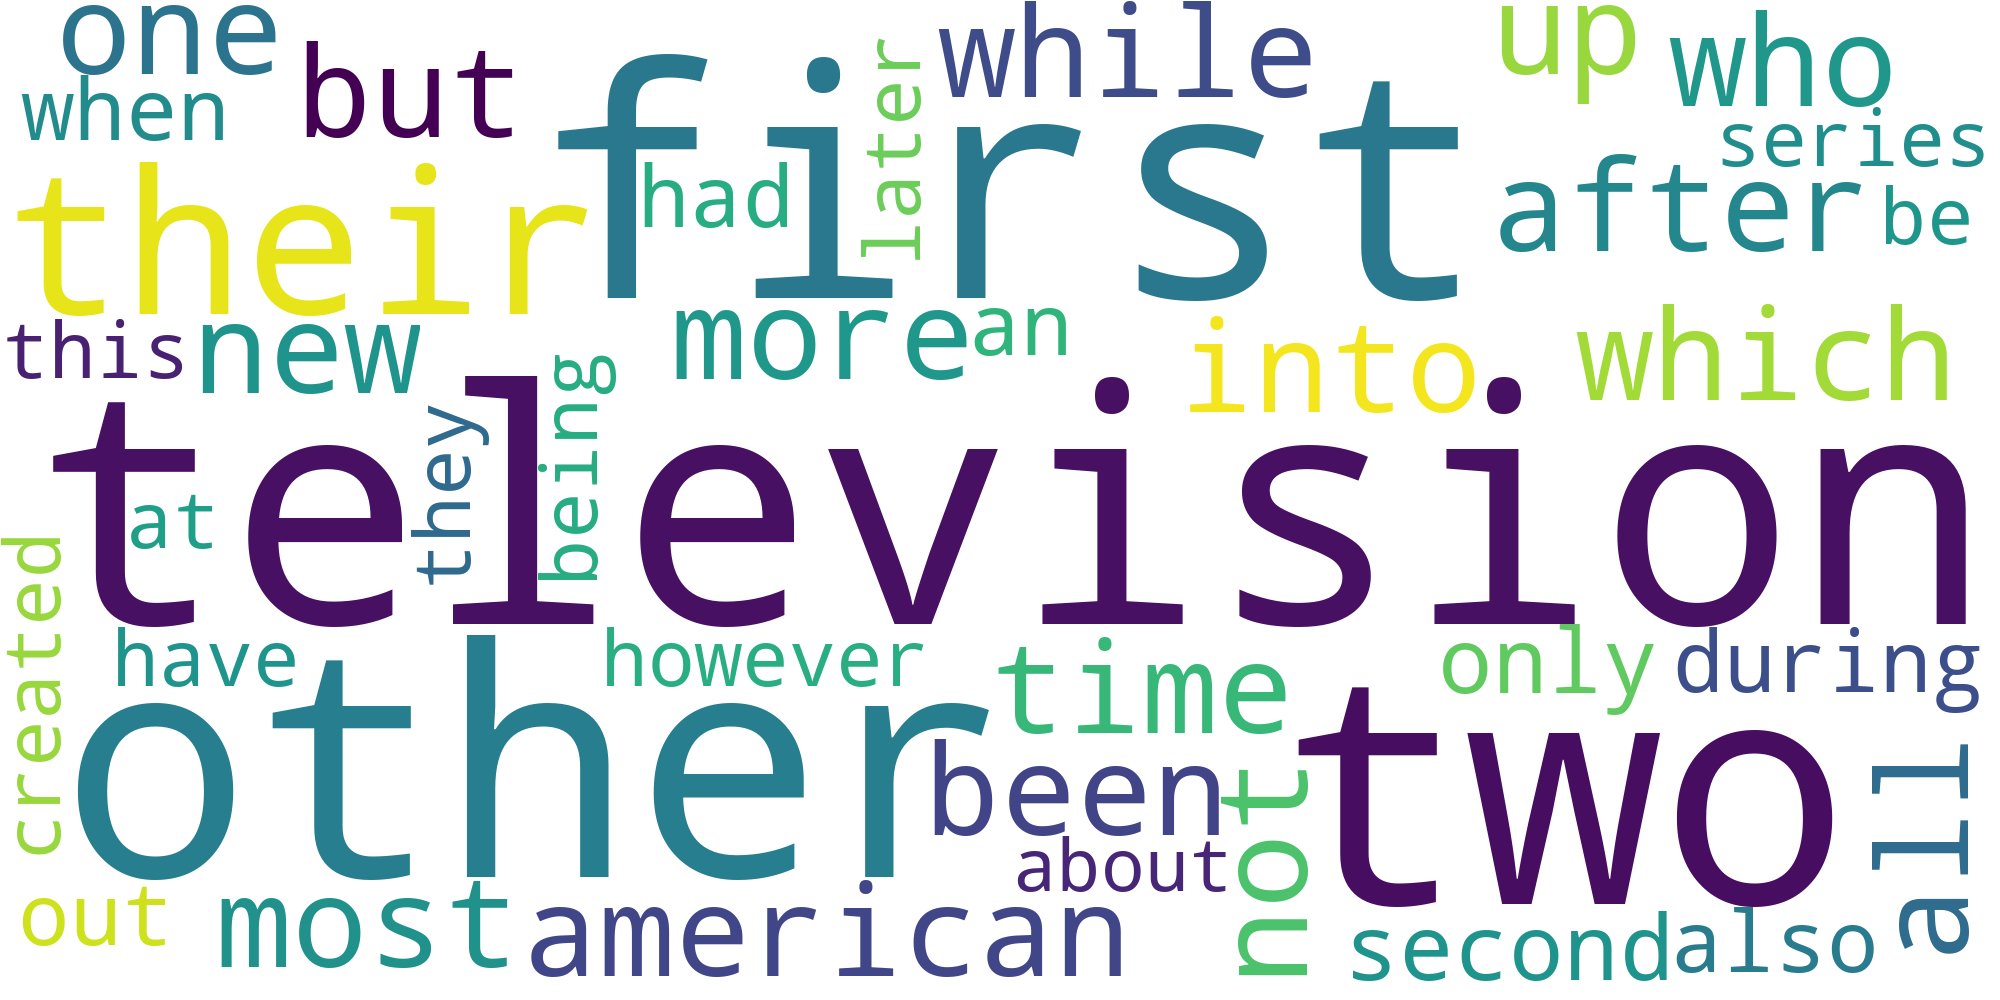 one
but
while
up
who
when
first
later
series
their
had
after
be
this
new
more
an
into
which
television
they
being
at
created
have
however
time
only
during
other
two
been
not
all
about
out
most
american
second
also